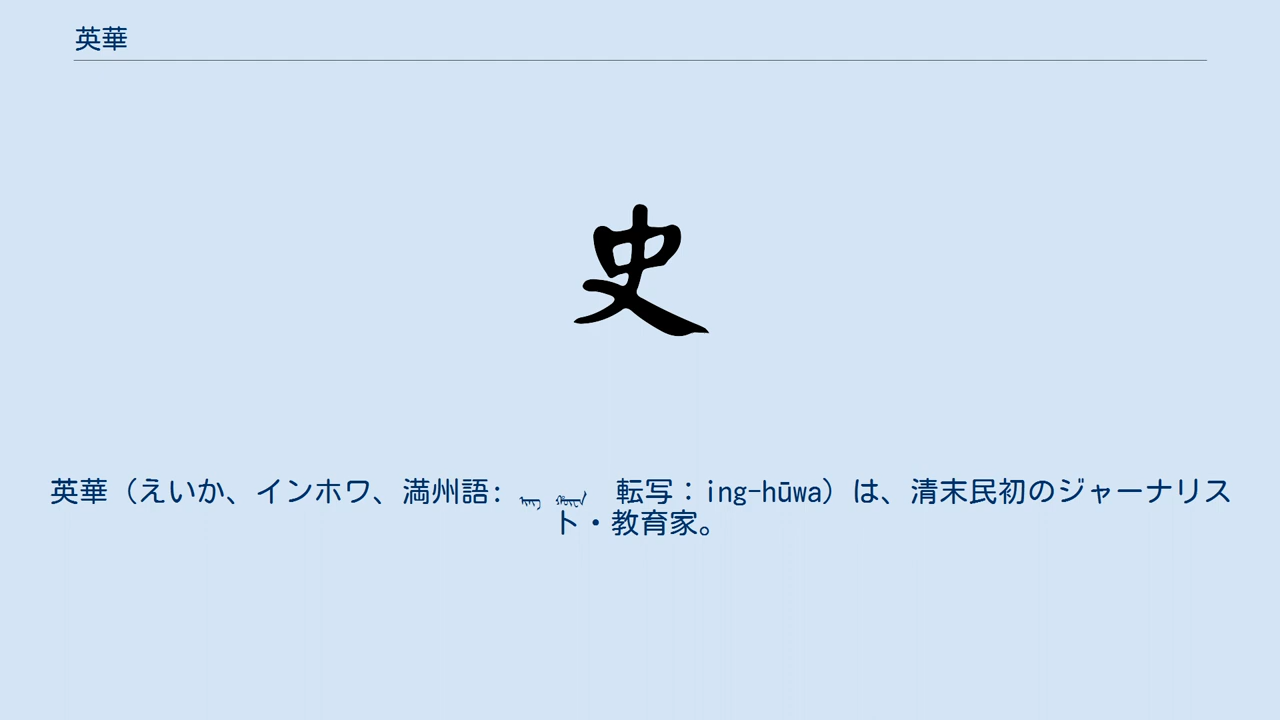 英華
史
英華（えいか、インホワ、満州語: 転写：ing-hūwa）は、清末民初のジャーナリス
ト・教育家。